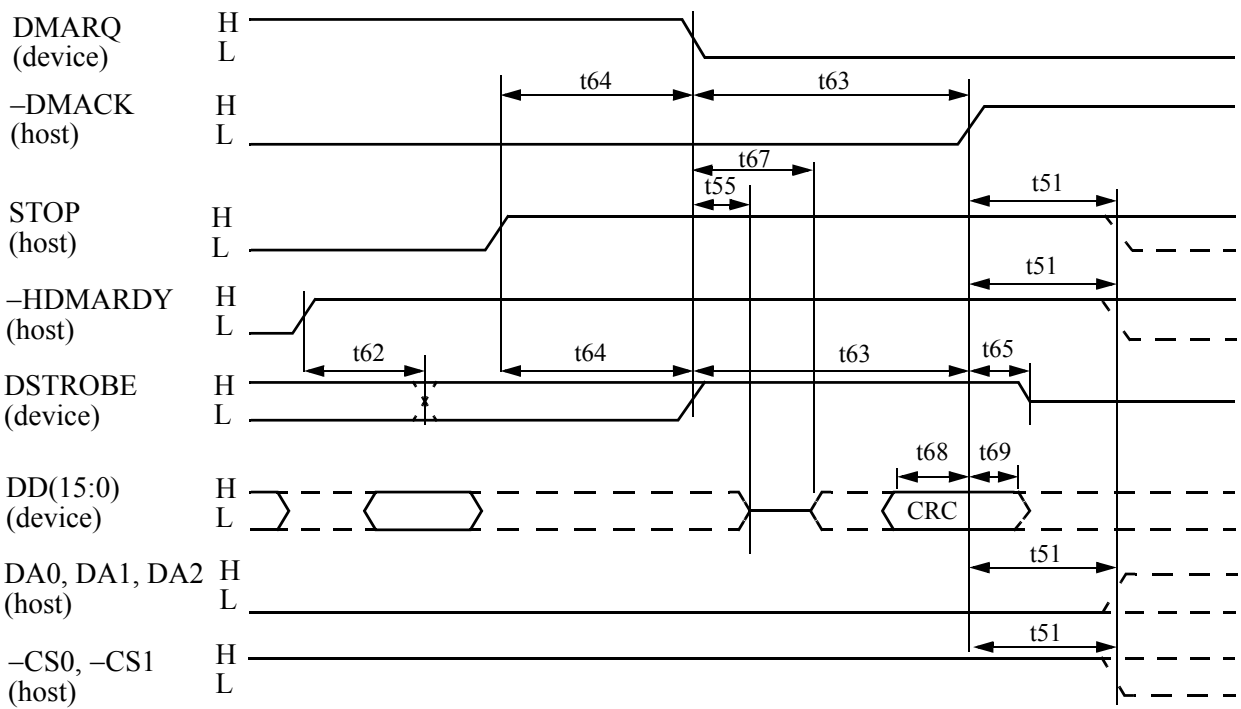 DMARQ
(device)
H
L
t64
t63
–DMACK
(host)
H
L
t67
t55
t51
STOP
(host)
H
L
t51
–HDMARDY
(host)
H
L
t62
t64
t63
t65
DSTROBE
(device)
H
L
t68
t69
DD(15:0)
(device)
H
L
CRC
t51
DA0, DA1, DA2
(host)
H
L
t51
–CS0, –CS1
(host)
H
L